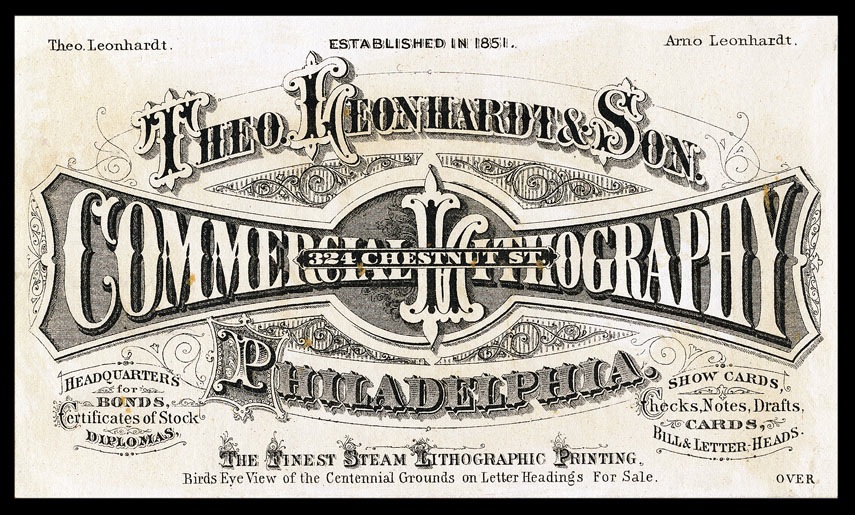 Theo. Leonhardt.
ESTABLISHED IN 1851.
Arno Leonhardt.
THEO. LEONHARDT & SON.
COMMERCIAL LITHOGRAPHY
324 CHESTNUT ST.
PHILADELPHIA.
HEADQUARTERS
for
BONDS,
Certificates of Stock
DIPLOMAS,
SHOW CARDS,
Checks, Notes, Drafts,
CARDS,
BILL & LETTER-HEADS.
THE FINEST STEAM LITHOGRAPHIC PRINTING.
Birds Eye View of the Centennial Grounds on Letter Headings For Sale.
OVER